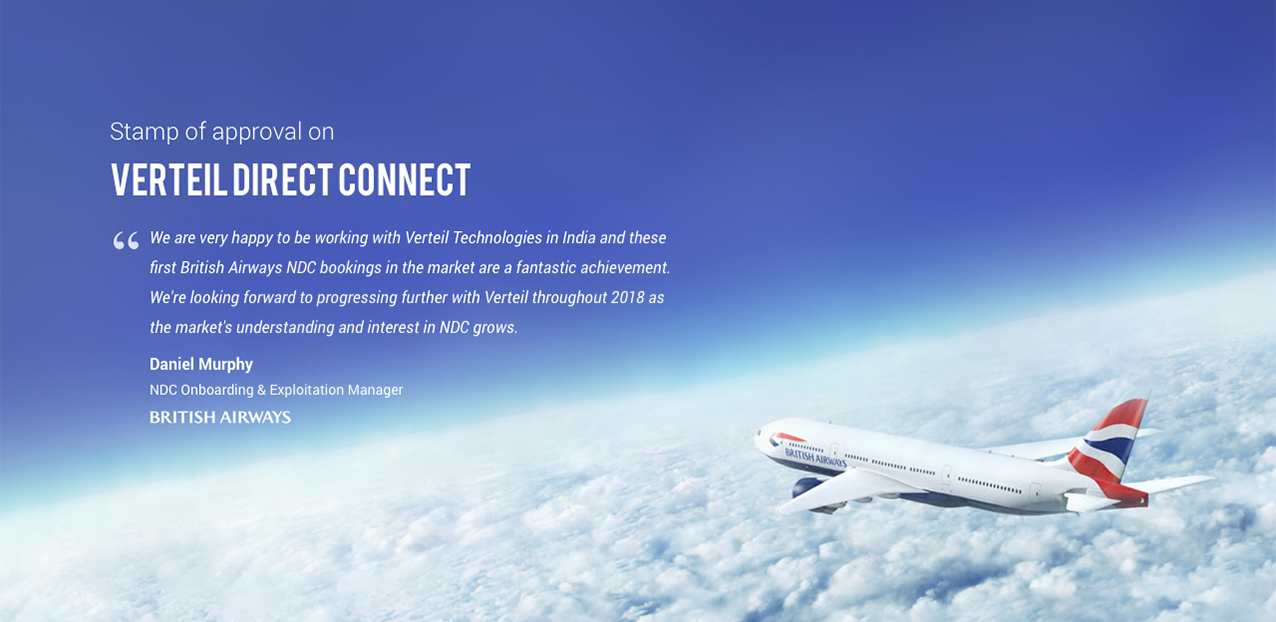 Stamp of approval on
VERTEIL DIRECT CONNECT
“ We are very happy to be working with Verteil Technologies in India and these
first British Airways NDC bookings in the market are a fantastic achievement.
We're looking forward to progressing further with Verteil throughout 2018 as
the market's understanding and interest in NDC grows.
Daniel Murphy
NDC Onboarding & Exploitation Manager
BRITISH AIRWAYS
BRITISH AIRWAYS